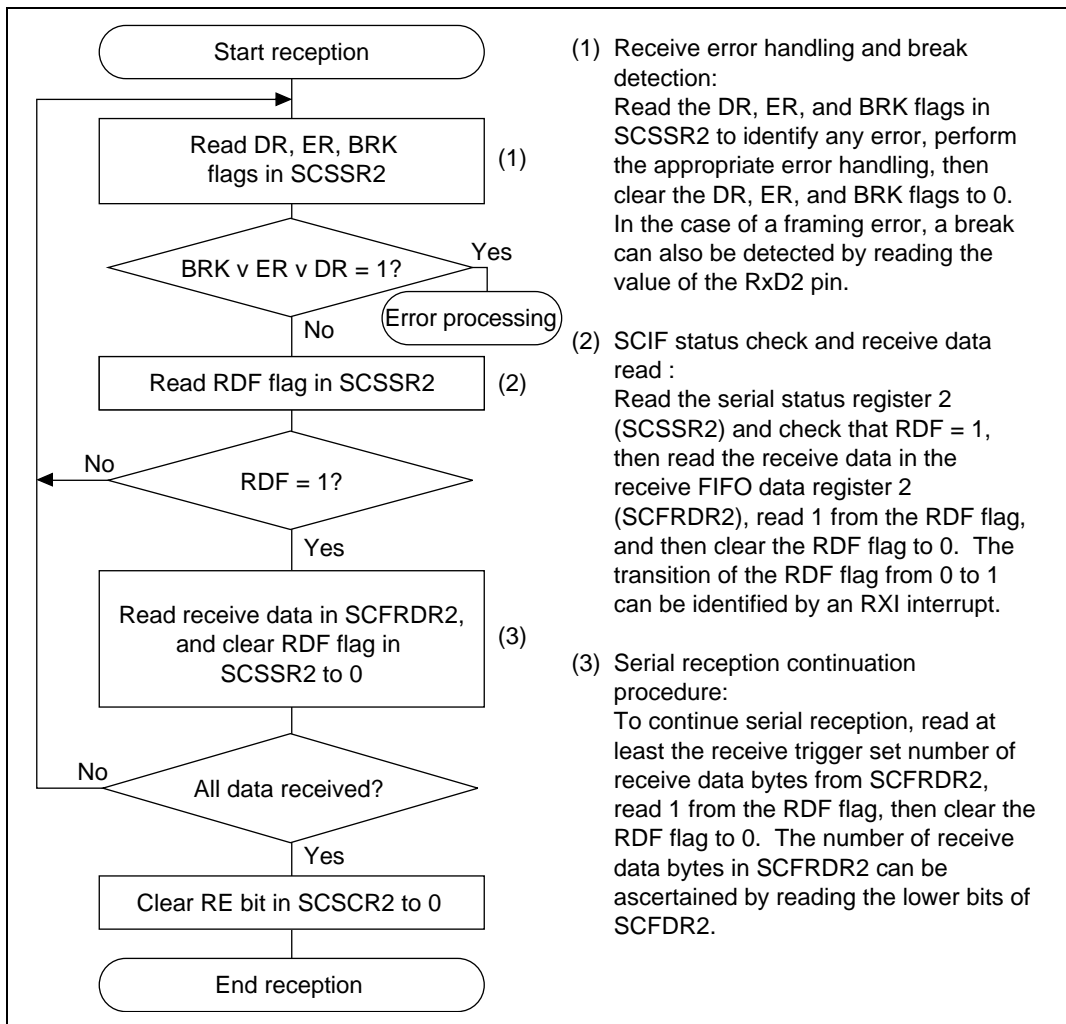 Start reception
Read DR, ER, BRK
flags in SCSSR2
(1)
BRK v ER v DR = 1?
Yes
Error processing
No
Read RDF flag in SCSSR2
(2)
No
RDF = 1?
Yes
Read receive data in SCFRDR2,
and clear RDF flag in
SCSSR2 to 0
(3)
No
All data received?
Yes
Clear RE bit in SCSCR2 to 0
End reception
(1) Receive error handling and break
detection:
Read the DR, ER, and BRK flags in
SCSSR2 to identify any error, perform
the appropriate error handling, then
clear the DR, ER, and BRK flags to 0.
In the case of a framing error, a break
can also be detected by reading the
value of the RxD2 pin.
(2) SCIF status check and receive data
read :
Read the serial status register 2
(SCSSR2) and check that RDF = 1,
then read the receive data in the
receive FIFO data register 2
(SCFRDR2), read 1 from the RDF flag,
and then clear the RDF flag to 0.  The
transition of the RDF flag from 0 to 1
can be identified by an RXI interrupt.
(3) Serial reception continuation
procedure:
To continue serial reception, read at
least the receive trigger set number of
receive data bytes from SCFRDR2,
read 1 from the RDF flag, then clear the
RDF flag to 0.  The number of receive
data bytes in SCFRDR2 can be
ascertained by reading the lower bits of
SCFDR2.